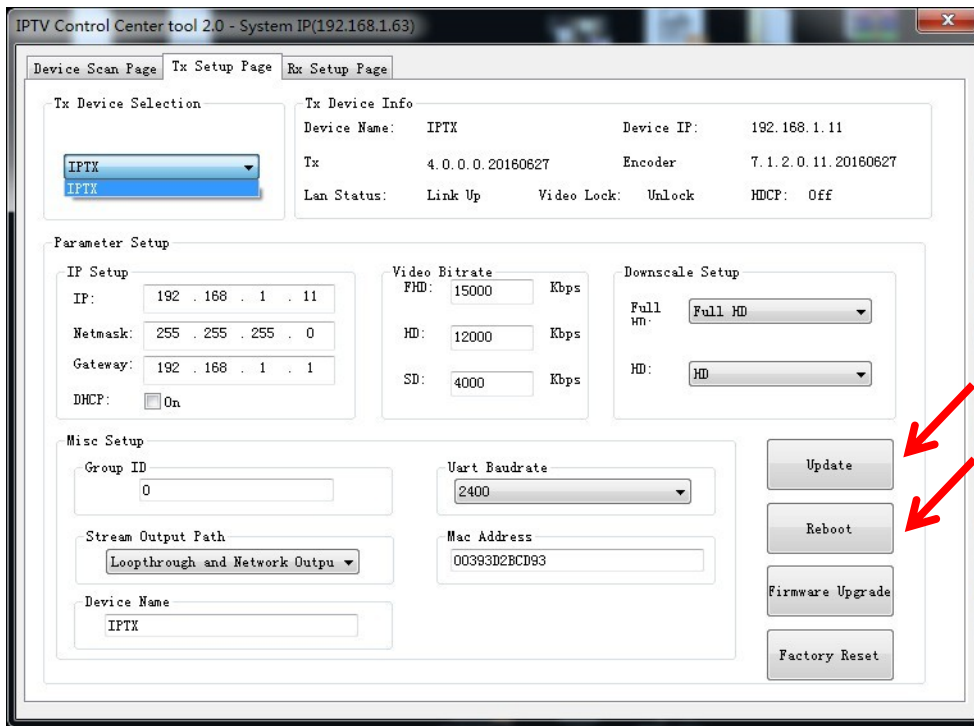 IPTV Control Center tool 2.0 - System IP(192.168.1.63)
Device Scan Page Tx Setup Page Rx Setup Page
Tx Device Selection
IPTX
IPTX
Tx Device Info
Device Name: IPTX Device IP: 192.168.1.11
Tx 4.0.0.0.20160627 Encoder 7.1.2.0.11.20160627
Lan Status: Link Up Video Lock: Unlock HDCP: Off
Parameter Setup
IP Setup
IP: 192 . 168 . 1 . 11
Netmask: 255 . 255 . 255 . 0
Gateway: 192 . 168 . 1 . 1
DHCP: On
Video Bitrate
FHD: 15000 Kbps
HD: 12000 Kbps
SD: 4000 Kbps
Downscale Setup
Full
HD: Full HD
HD: HD
Misc Setup
Group ID
0
Uart Baudrate
2400
Stream Output Path
Loopthrough and Network Outpu
Mac Address
00393D2BCD93
Device Name
IPTX
Update
Reboot
Firmware Upgrade
Factory Reset